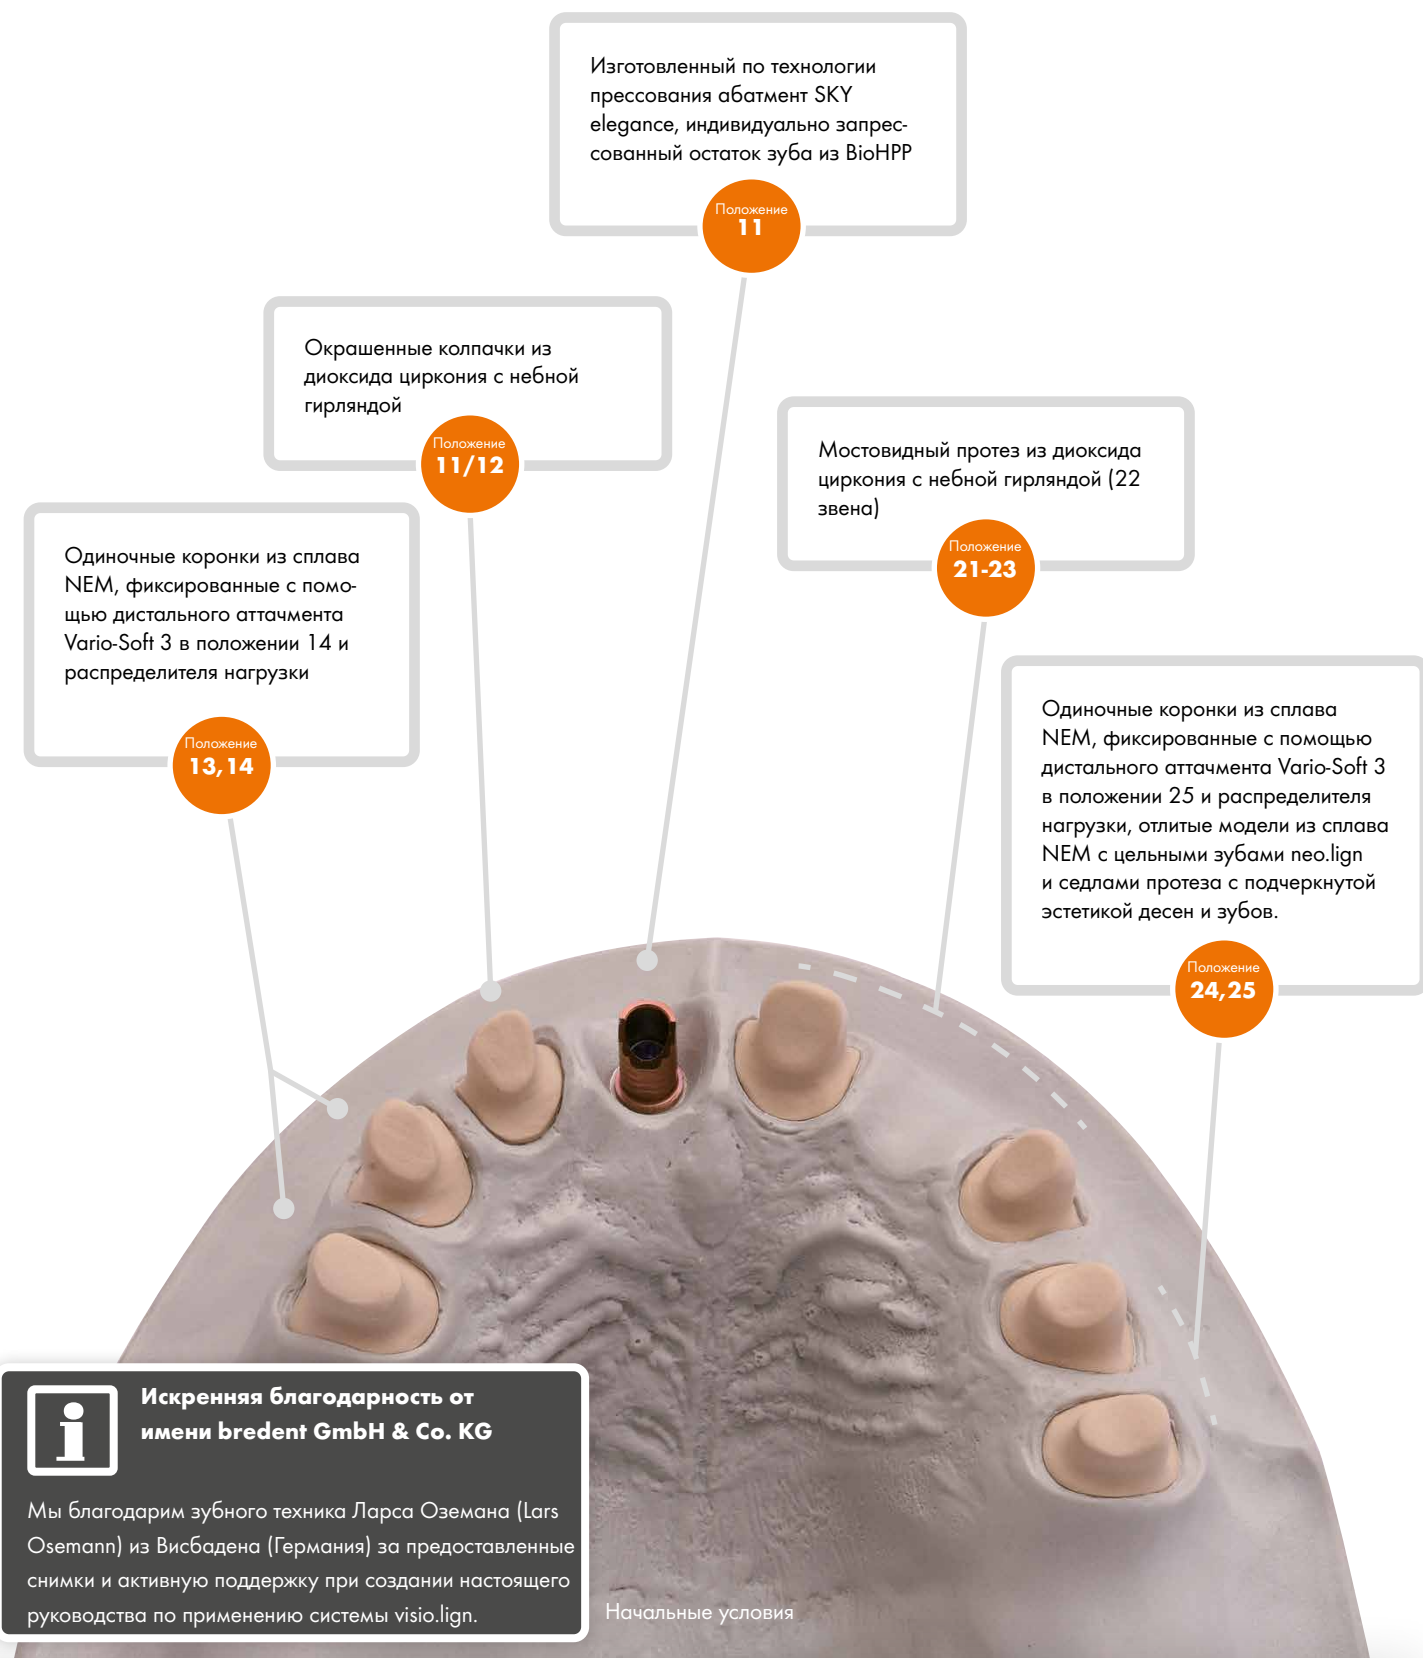 Изготовленный по технологии
прессования абатмент SKY
elegance, индивидуально запрес-
сованный остаток зуба из BioHPP
Положение
11
Окрашенные колпачки из
диоксида циркония с небной
гирляндой
Положение
11/12
Мостовидный протез из диоксида
циркония с небной гирляндой (22
звена)
Положение
21-23
Одиночные коронки из сплава
NEM, фиксированные с помо-
щью дистального аттачмента
Vario-Soft 3 в положении 14 и
распределителя нагрузки
Положение
13,14
Одиночные коронки из сплава
NEM, фиксированные с помощью
дистального аттачмента Vario-Soft 3
в положении 25 и распределителя
нагрузки, отлитые модели из сплава
NEM с цельными зубами neo.lign
и седлами протеза с подчеркнутой
эстетикой десен и зубов.
Положение
24,25
Искренняя благодарность от
имени bredent GmbH & Co. KG
Мы благодарим зубного техника Ларса Оземана (Lars
Osemann) из Висбадена (Германия) за предоставленные
снимки и активную поддержку при создании настоящего
руководства по применению системы visio.lign.
Начальные условия